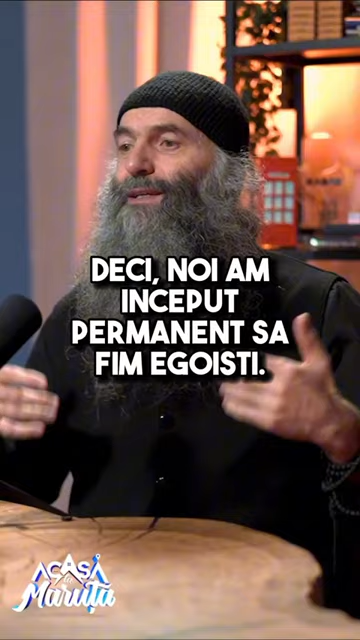 DECI, NOI AM
INCEPUT
PERMANENT SA
FIM EGOISTI.
ACASĂ
la
Măruță